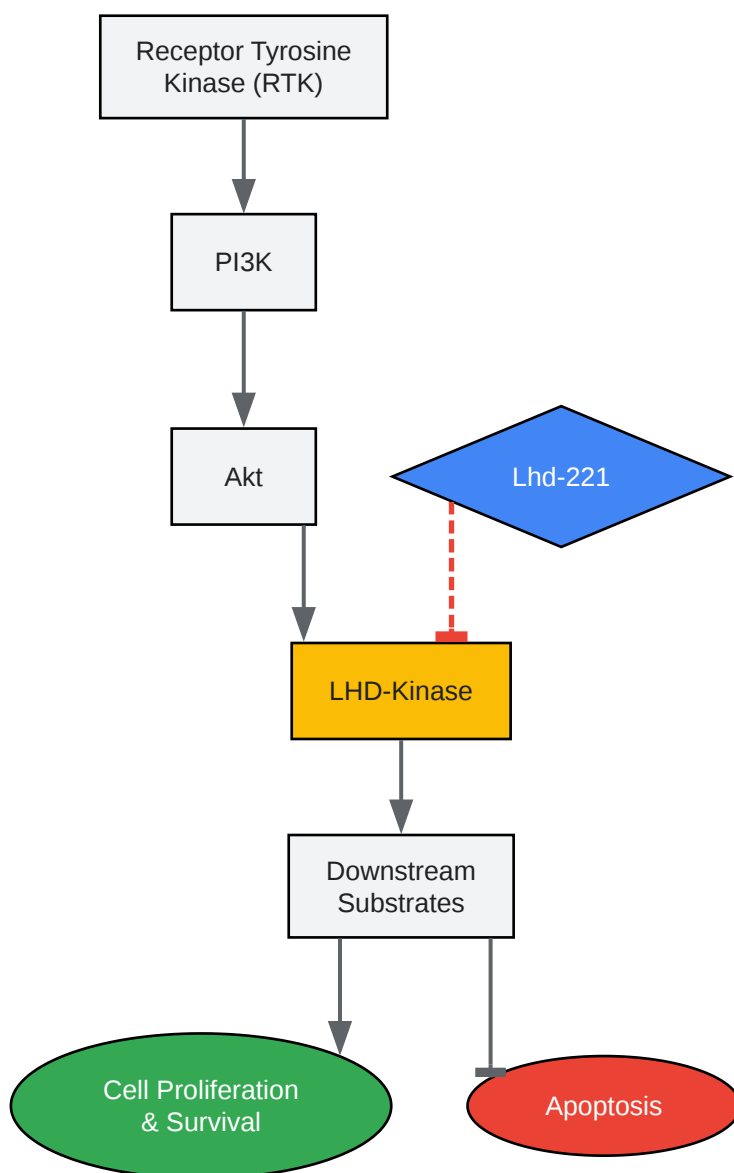 Receptor Tyrosine
Kinase (RTK)
PI3K
Akt
Lhd-221
LHD-Kinase
Downstream
Substrates
Cell Proliferation
& Survival
Apoptosis